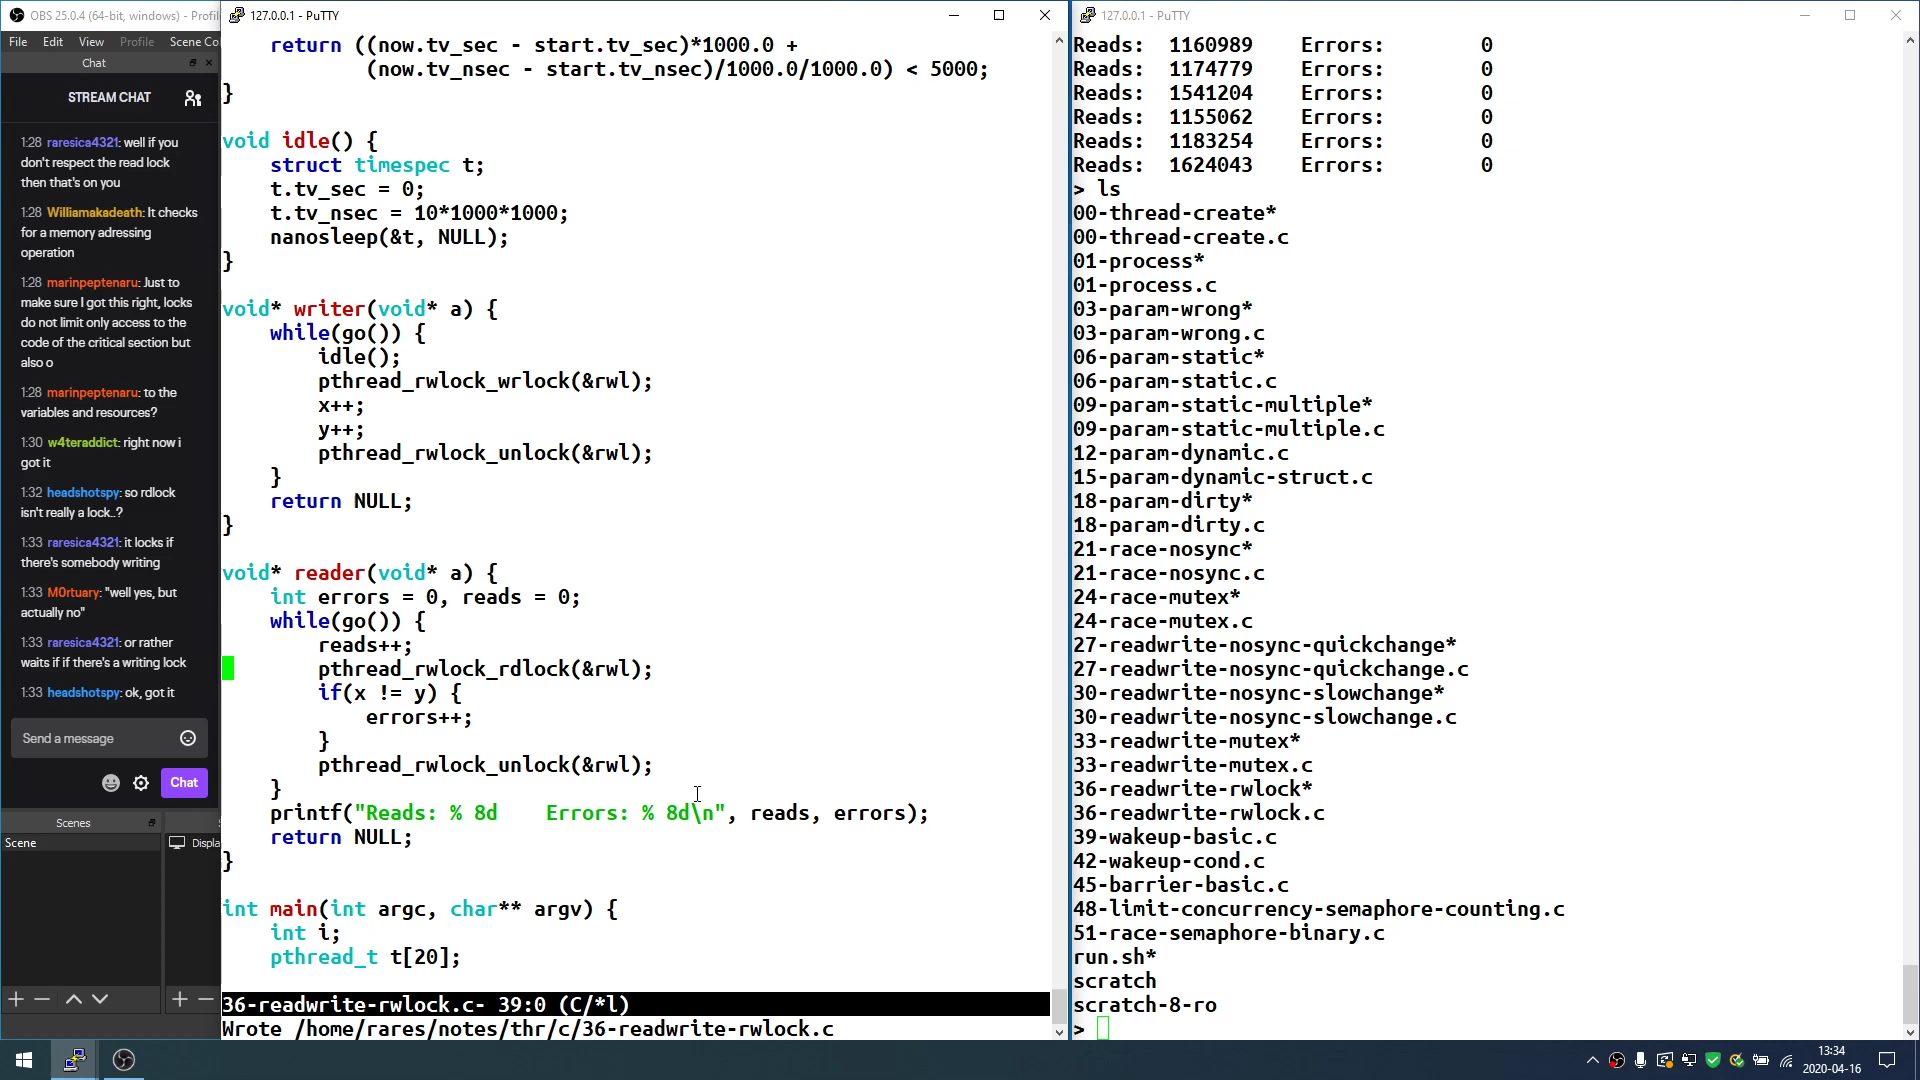 OBS 25.0.4 (64-bit, windows) - Profil
File Edit View Profile Scene Co
Chat
STREAM CHAT
1:28 raresica4321: well if you
don't respect the read lock
then that's on you
1:28 Williamakadeath: It checks
for a memory adressing
operation
1:28 marinpeptenaru: Just to
make sure I got this right, locks
do not limit only access to the
code of the critical section but
also o
1:28 marinpeptenaru: to the
variables and resources?
1:30 w4teraddict: right now i
got it
1:32 headshotspy: so rdlock
isn't really a lock..?
1:33 raresica4321: it locks if
there's somebody writing
1:33 M0rtuary: "well yes, but
actually no"
1:33 raresica4321: or rather
waits if if there's a writing lock
1:33 headshotspy: ok, got it
Send a message
Chat
Scenes
Scene
Displa
127.0.0.1 - PuTTY
    return ((now.tv_sec - start.tv_sec)*1000.0 +
            (now.tv_nsec - start.tv_nsec)/1000.0/1000.0) < 5000;
}
void idle() {
    struct timespec t;
    t.tv_sec = 0;
    t.tv_nsec = 10*1000*1000;
    nanosleep(&t, NULL);
}
void* writer(void* a) {
    while(go()) {
        idle();
        pthread_rwlock_wrlock(&rwl);
        x++;
        y++;
        pthread_rwlock_unlock(&rwl);
    }
    return NULL;
}
void* reader(void* a) {
    int errors = 0, reads = 0;
    while(go()) {
        reads++;
        pthread_rwlock_rdlock(&rwl);
        if(x != y) {
            errors++;
        }
        pthread_rwlock_unlock(&rwl);
    }
    printf("Reads: % 8d    Errors: % 8d\n", reads, errors);
    return NULL;
}
int main(int argc, char** argv) {
    int i;
    pthread_t t[20];
36-readwrite-rwlock.c- 39:0 (C/*l)
Wrote /home/rares/notes/thr/c/36-readwrite-rwlock.c
127.0.0.1 - PuTTY
Reads:  1160989    Errors:        0
Reads:  1174779    Errors:        0
Reads:  1541204    Errors:        0
Reads:  1155062    Errors:        0
Reads:  1183254    Errors:        0
Reads:  1624043    Errors:        0
> ls
00-thread-create*
00-thread-create.c
01-process*
01-process.c
03-param-wrong*
03-param-wrong.c
06-param-static*
06-param-static.c
09-param-static-multiple*
09-param-static-multiple.c
12-param-dynamic.c
15-param-dynamic-struct.c
18-param-dirty*
18-param-dirty.c
21-race-nosync*
21-race-nosync.c
24-race-mutex*
24-race-mutex.c
27-readwrite-nosync-quickchange*
27-readwrite-nosync-quickchange.c
30-readwrite-nosync-slowchange*
30-readwrite-nosync-slowchange.c
33-readwrite-mutex*
33-readwrite-mutex.c
36-readwrite-rwlock*
36-readwrite-rwlock.c
39-wakeup-basic.c
42-wakeup-cond.c
45-barrier-basic.c
48-limit-concurrency-semaphore-counting.c
51-race-semaphore-binary.c
run.sh*
scratch
scratch-8-ro
>
13:34
2020-04-16